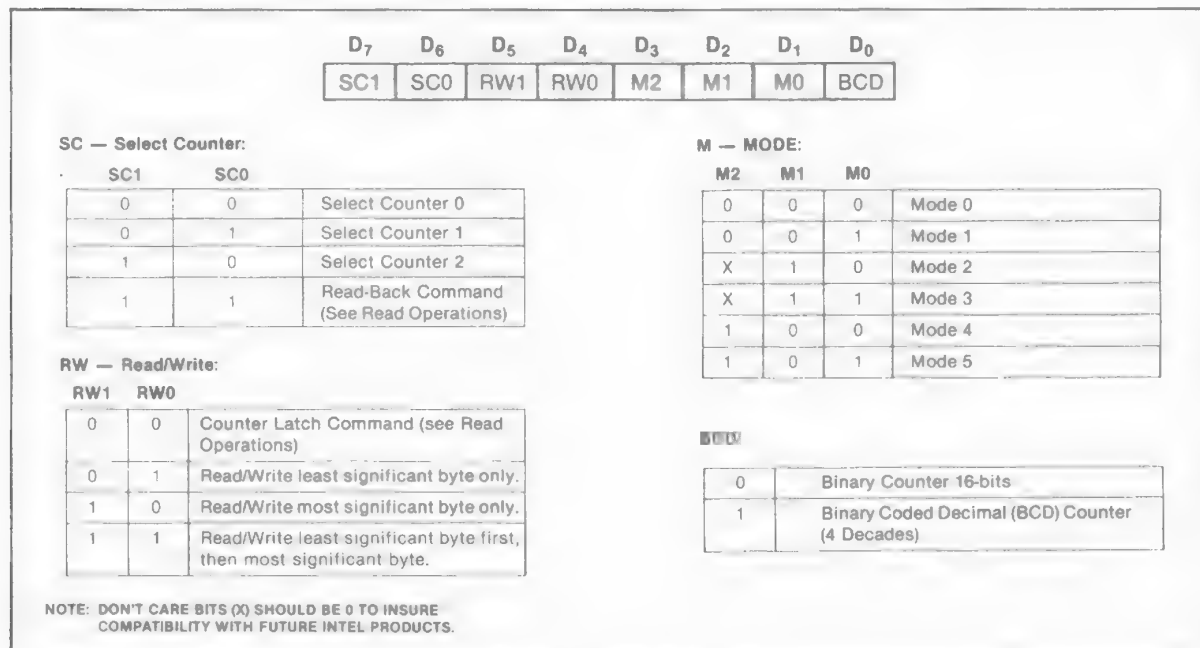 D7 D6 D5 D4 D3 D2 D1 D0
SC1 SC0 RW1 RW0 M2 M1 M0 BCD
SC — Select Counter:
SC1 SC0
0 0 Select Counter 0
0 1 Select Counter 1
1 0 Select Counter 2
1 1 Read-Back Command
(See Read Operations)
RW — Read/Write:
RW1 RW0
0 0 Counter Latch Command (see Read
Operations)
0 1 Read/Write least significant byte only.
1 0 Read/Write most significant byte only.
1 1 Read/Write least significant byte first,
then most significant byte.
M — MODE:
M2 M1 M0
0 0 0 Mode 0
0 0 1 Mode 1
X 1 0 Mode 2
X 1 1 Mode 3
1 0 0 Mode 4
1 0 1 Mode 5
BCD:
0 Binary Counter 16-bits
1 Binary Coded Decimal (BCD) Counter
(4 Decades)
NOTE: DON'T CARE BITS (X) SHOULD BE 0 TO INSURE
COMPATIBILITY WITH FUTURE INTEL PRODUCTS.